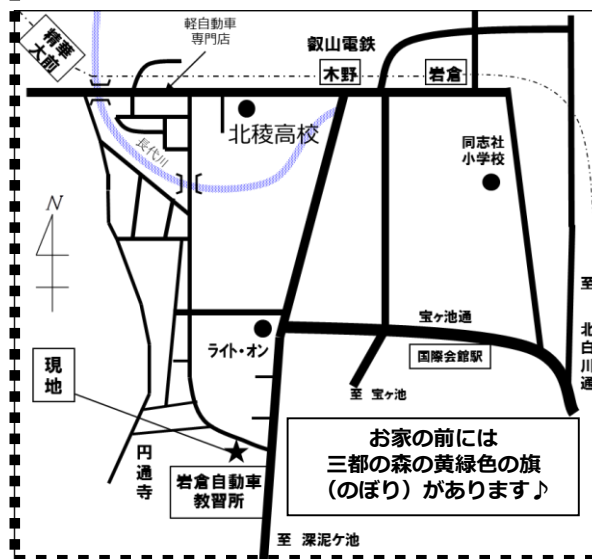 精華
大前
軽自動車
専門店
叡山電鉄
木野
岩倉
北稜高校
同志社
小学校
長代川
N
至 北白川通
宝ヶ池通
国際会館駅
ライト・オン
至 宝ヶ池
現地
円通寺
岩倉自動車
教習所
お家の前には
三都の森の黄緑色の旗
(のぼり)があります♪
至 深泥ケ池